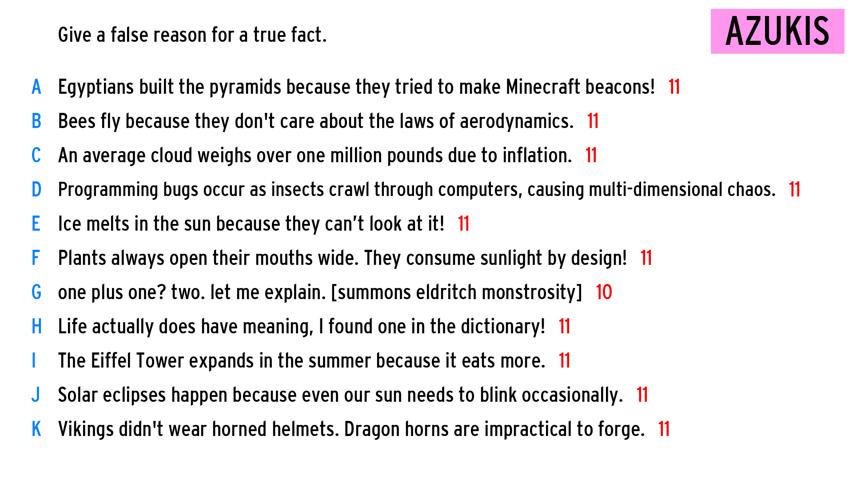 Give a false reason for a true fact.
AZUKIS
A Egyptians built the pyramids because they tried to make Minecraft beacons! 11
B Bees fly because they don't care about the laws of aerodynamics. 11
C An average cloud weighs over one million pounds due to inflation. 11
D Programming bugs occur as insects crawl through computers, causing multi-dimensional chaos. 11
E Ice melts in the sun because they can’t look at it! 11
F Plants always open their mouths wide. They consume sunlight by design! 11
G one plus one? two. let me explain. [summons eldritch monstrosity] 10
H Life actually does have meaning, I found one in the dictionary! 11
I The Eiffel Tower expands in the summer because it eats more. 11
J Solar eclipses happen because even our sun needs to blink occasionally. 11
K Vikings didn't wear horned helmets. Dragon horns are impractical to forge. 11